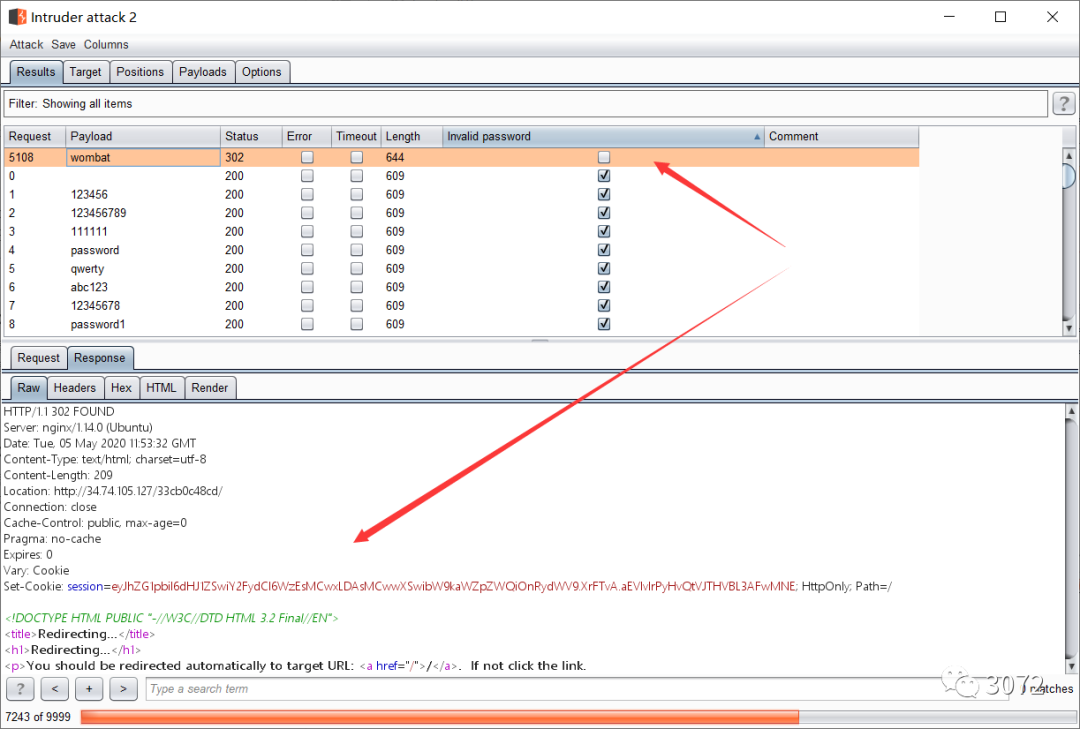 Intruder attack 2
Attack Save Columns
Results Target Positions Payloads Options
Filter: Showing all items
?
Request Payload Status Error Timeout Length Invalid password Comment
5108 wombat 302 644
0 200 609
1 123456 200 609
2 123456789 200 609
3 111111 200 609
4 password 200 609
5 qwerty 200 609
6 abc123 200 609
7 12345678 200 609
8 password1 200 609
Request Response
Raw Headers Hex HTML Render
HTTP/1.1 302 FOUND
Server: nginx/1.14.0 (Ubuntu)
Date: Tue, 05 May 2020 11:53:32 GMT
Content-Type: text/html; charset=utf-8
Content-Length: 209
Location: http://34.74.105.127/33cb0c48cd/
Connection: close
Cache-Control: public, max-age=0
Pragma: no-cache
Expires: 0
Vary: Cookie
Set-Cookie: ; HttpOnly; Path=/
<!DOCTYPE HTML PUBLIC "-//W3C//DTD HTML 3.2 Final//EN">
<title>Redirecting...</title>
<h1>Redirecting...</h1>
<p>You should be redirected automatically to target URL: <a href="/">/</a>. If not click the link.
? < + > Type a search term matches
3072
7243 of 9999